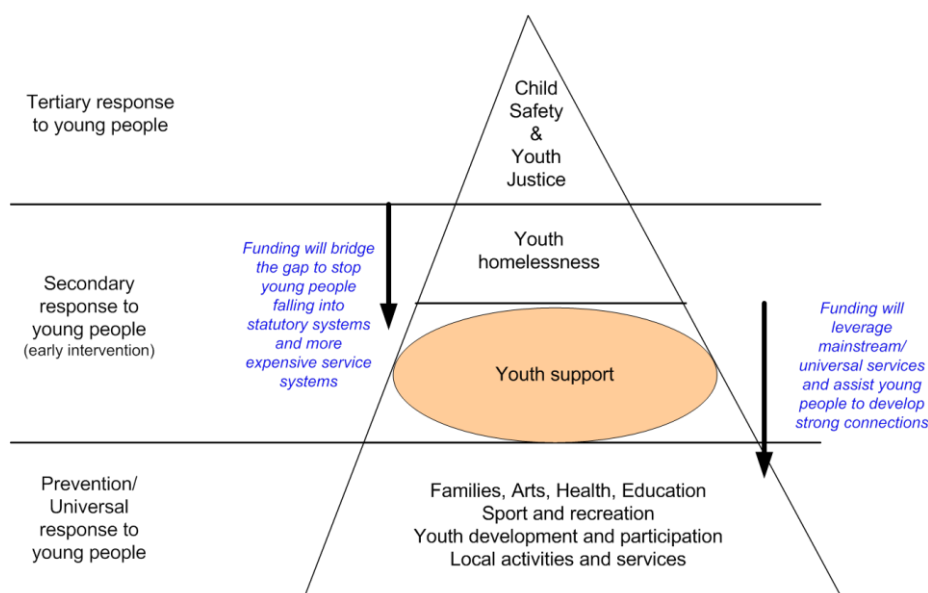 Tertiary response
to young people
Child
Safety
&
Youth
Justice
Secondary
response to
young people
(early intervention)
Funding will bridge
the gap to stop
young people
falling into
statutory systems
and more
expensive service
systems
Youth
homelessness
Youth support
Funding will
leverage
mainstream/
universal services
and assist young
people to develop
strong connections
Prevention/
Universal
response to
young people
Families, Arts, Health, Education
Sport and recreation
Youth development and participation
Local activities and services